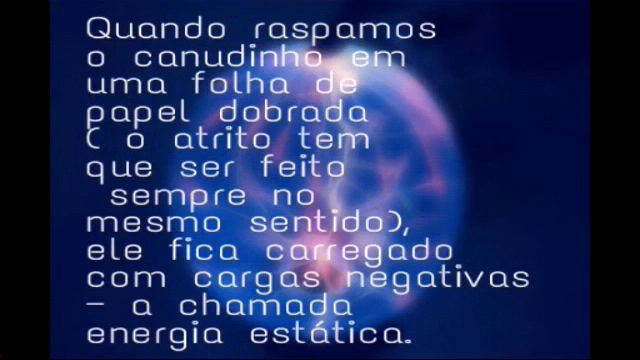 Quando raspamos
o canudinho em
uma folha de
papel dobrada
( o atrito tem
que ser feito
sempre no
mesmo sentido),
ele fica carregado
com cargas negativas
- a chamada
energia estática.